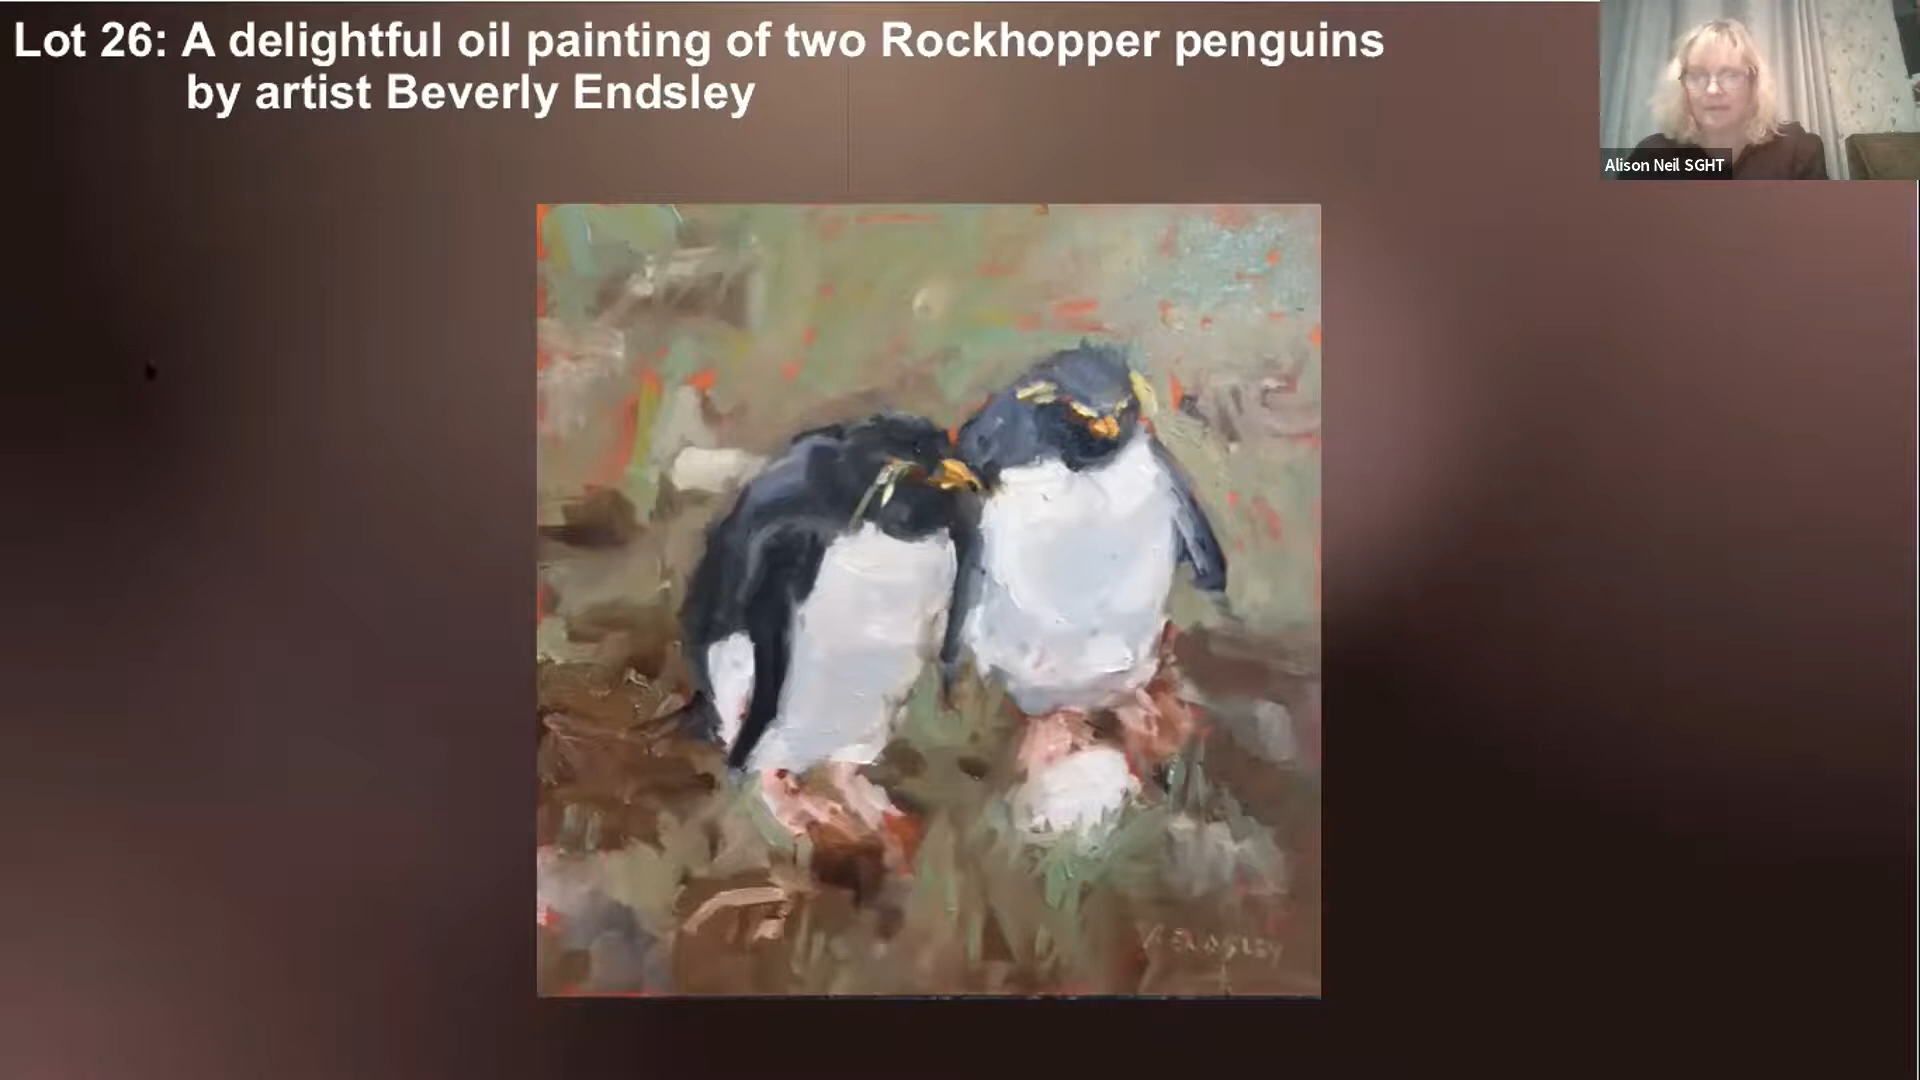 Lot 26: A delightful oil painting of two Rockhopper penguins
by artist Beverly Endsley
Alison Neil SGHT